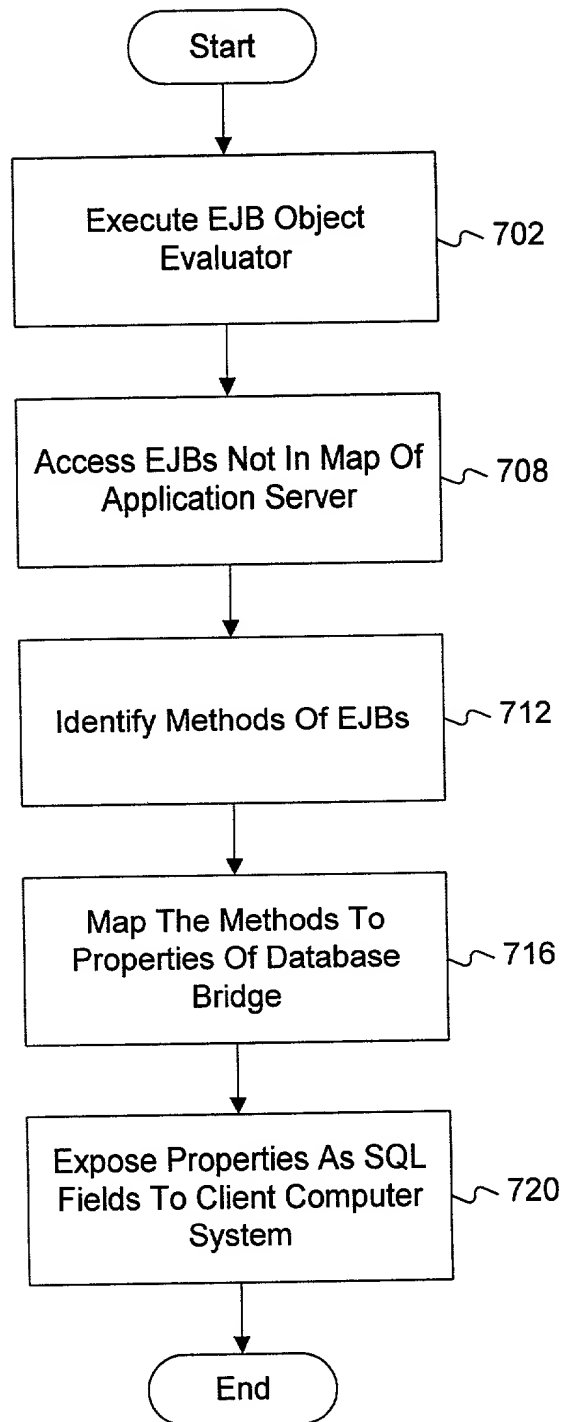 Start
Execute EJB Object
Evaluator
702
Access EJBs Not In Map Of
Application Server
708
Identify Methods Of EJBs
712
Map The Methods To
Properties Of Database
Bridge
716
Expose Properties As SQL
Fields To Client Computer
System
720
End